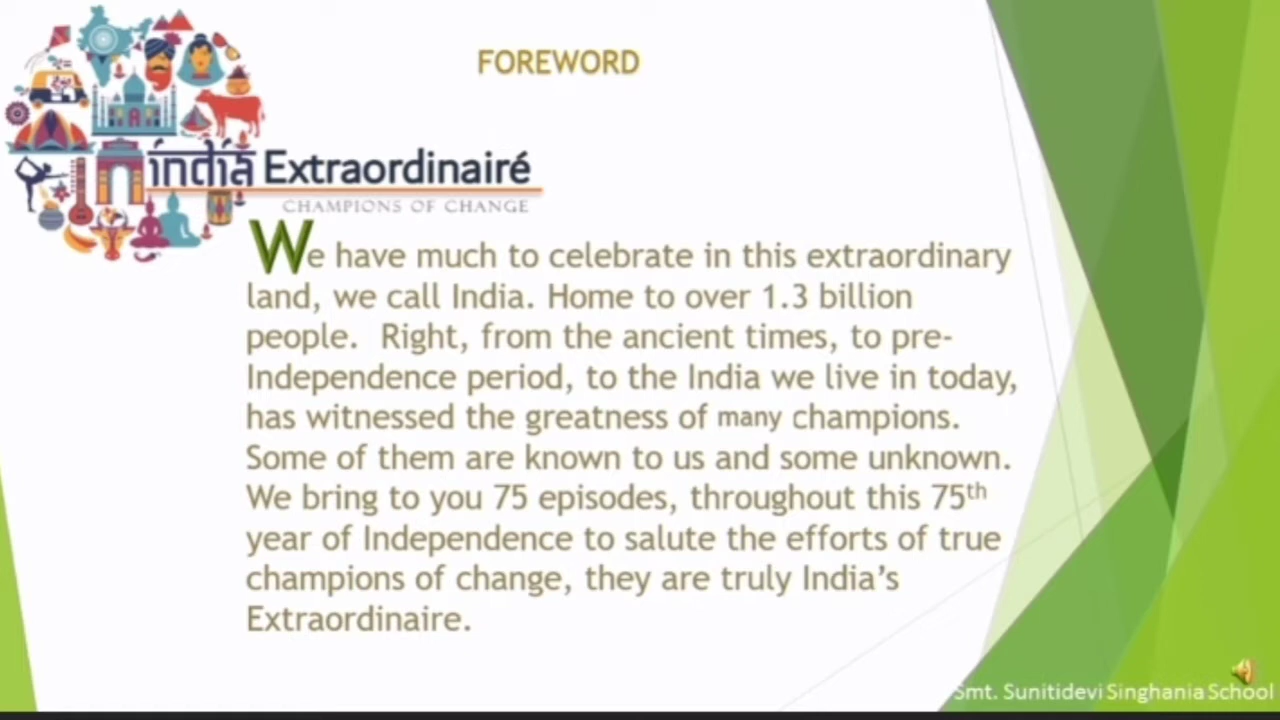 FOREWORD
india Extraordinairé
CHAMPIONS OF CHANGE
We have much to celebrate in this extraordinary
land, we call India. Home to over 1.3 billion
people.  Right, from the ancient times, to pre-
Independence period, to the India we live in today,
has witnessed the greatness of many champions.
Some of them are known to us and some unknown.
We bring to you 75 episodes, throughout this 75th
year of Independence to salute the efforts of true
champions of change, they are truly India’s
Extraordinaire.
Smt. Sunitidevi Singhania School